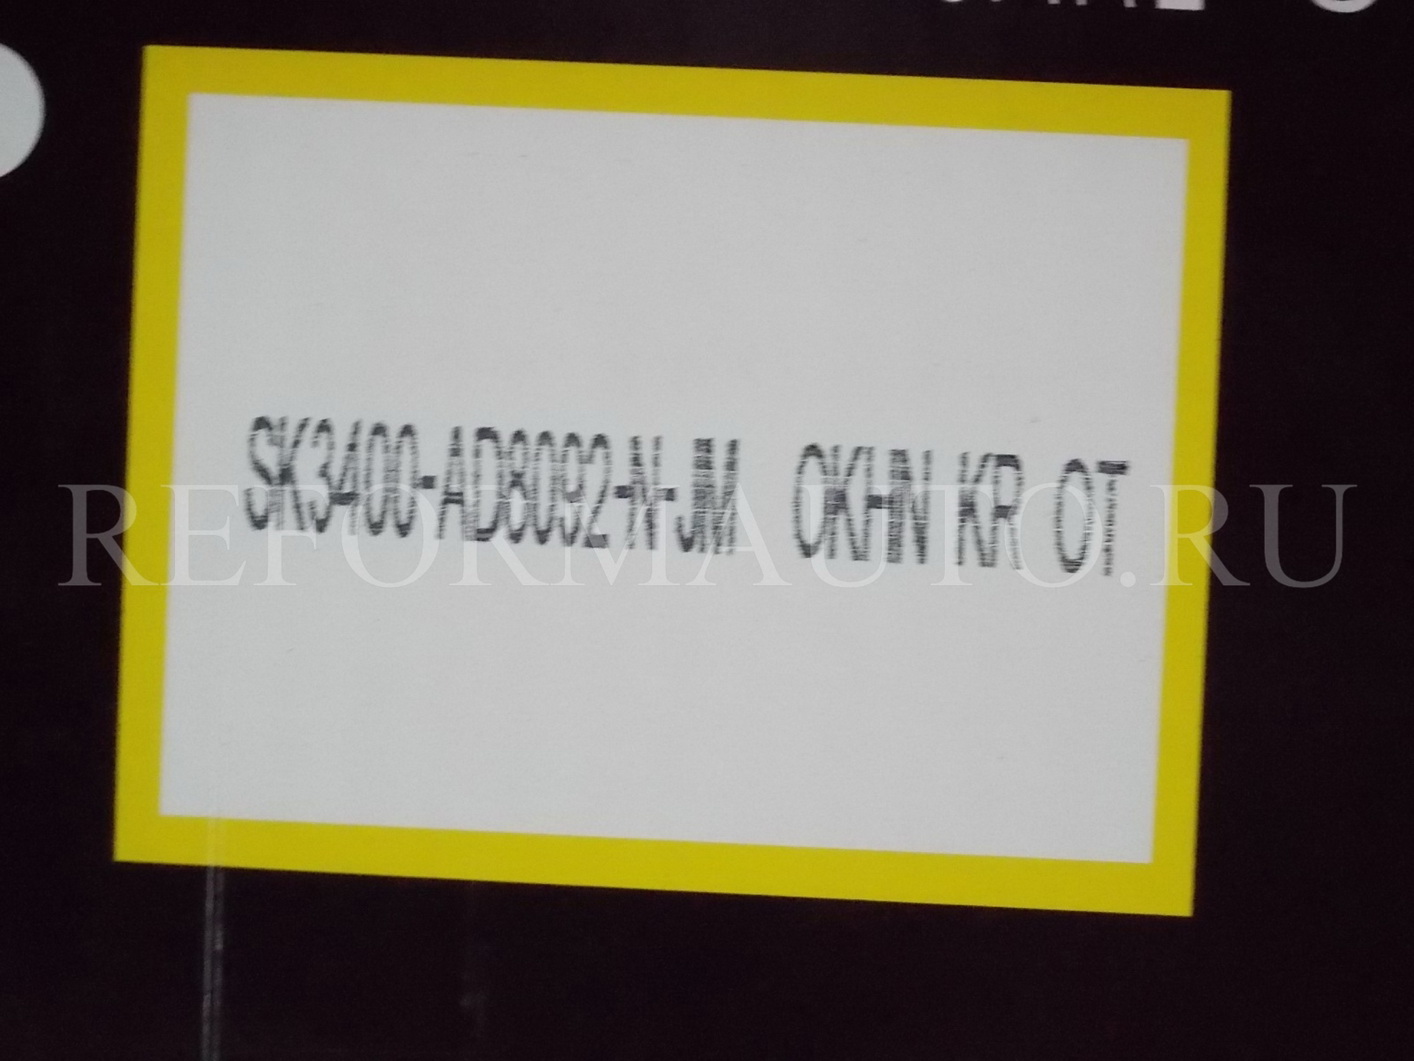 SK3400-AD8092-N-JM OKHN KR OT
REFORMAUTO.RU